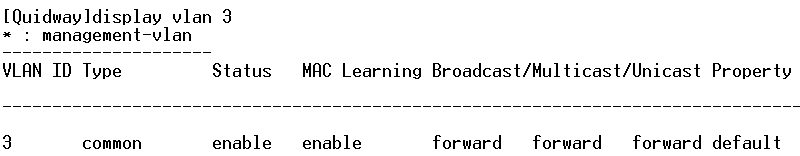 [Quidway]display vlan 3
* : management-vlan
---------------------
VLAN ID Type         Status   MAC Learning Broadcast/Multicast/Unicast Property
--------------------------------------------------------------------------------
3       common       enable   enable       forward   forward   forward default